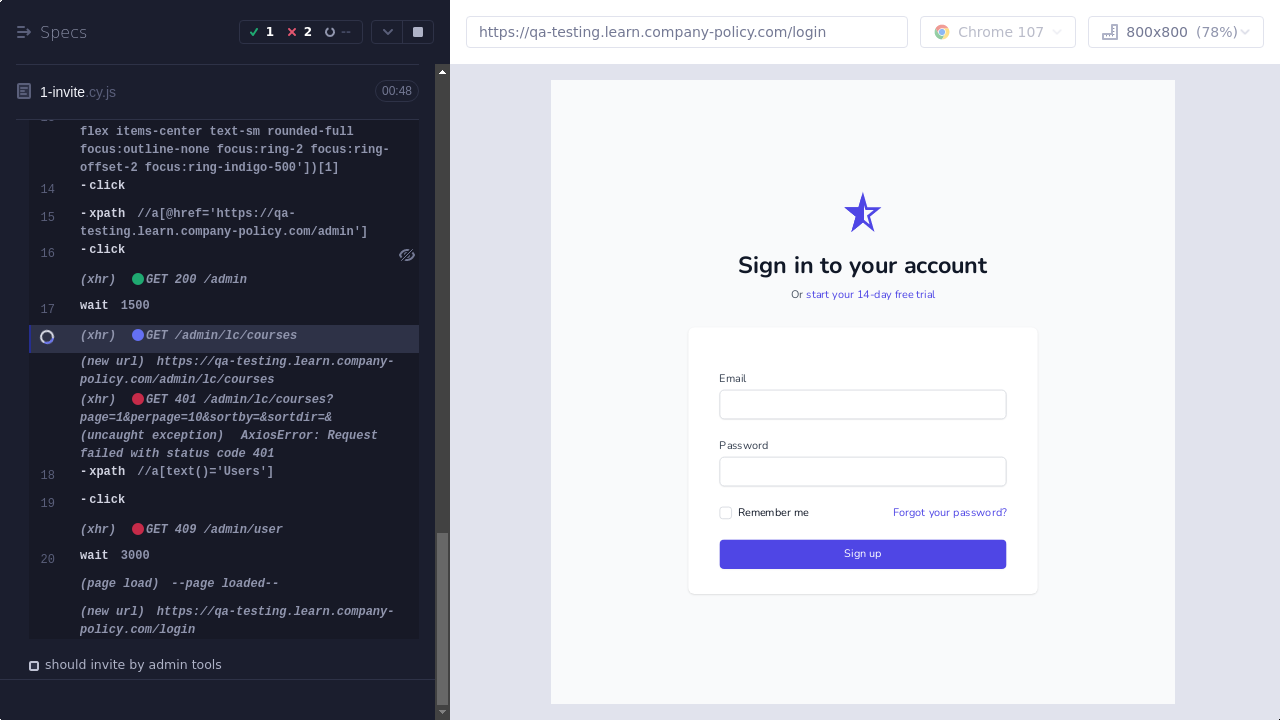 Specs
1
2
--
https://qa-testing.learn.company-policy.com/login
Chrome 107
800x800 (78%)
1-invite.cy.js
00:48
flex items-center text-sm rounded-full
focus:outline-none focus:ring-2 focus:ring-
offset-2 focus:ring-indigo-500'])[1]
14 -click
15 -xpath //a[@href='https://qa-
testing.learn.company-policy.com/admin']
16 -click
(xhr) GET 200 /admin
17 wait 1500
(xhr) GET /admin/lc/courses
(new url) https://qa-testing.learn.company-
policy.com/admin/lc/courses
(xhr) GET 401 /admin/lc/courses?
page=1&perpage=10&sortby=&sortdir=&
(uncaught exception) AxiosError: Request
failed with status code 401
18 -xpath //a[text()='Users']
19 -click
(xhr) GET 409 /admin/user
20 wait 3000
(page load) --page loaded--
(new url) https://qa-testing.learn.company-
policy.com/login
should invite by admin tools
Sign in to your account
Or start your 14-day free trial
Email
Password
Remember me
Forgot your password?
Sign up